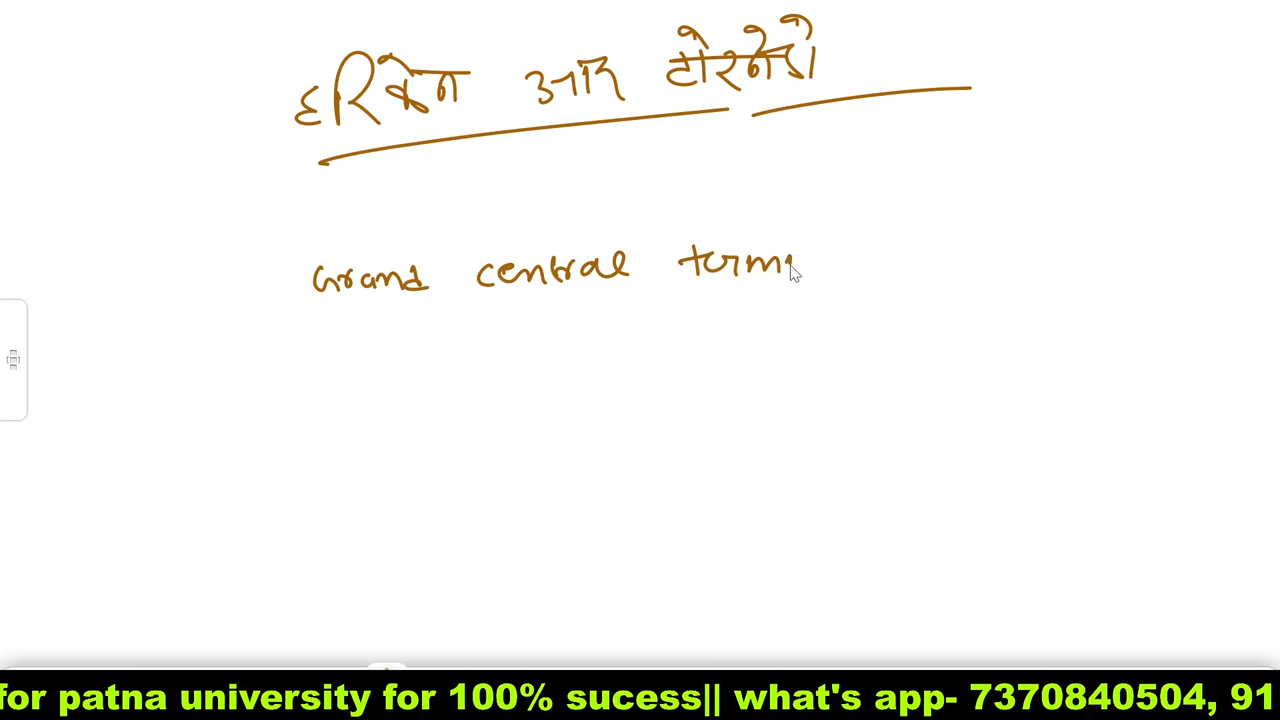 हरिकेन और टोरनेडो
Grand central term
for patna university for 100% sucess|| what's app- 7370840504, 91